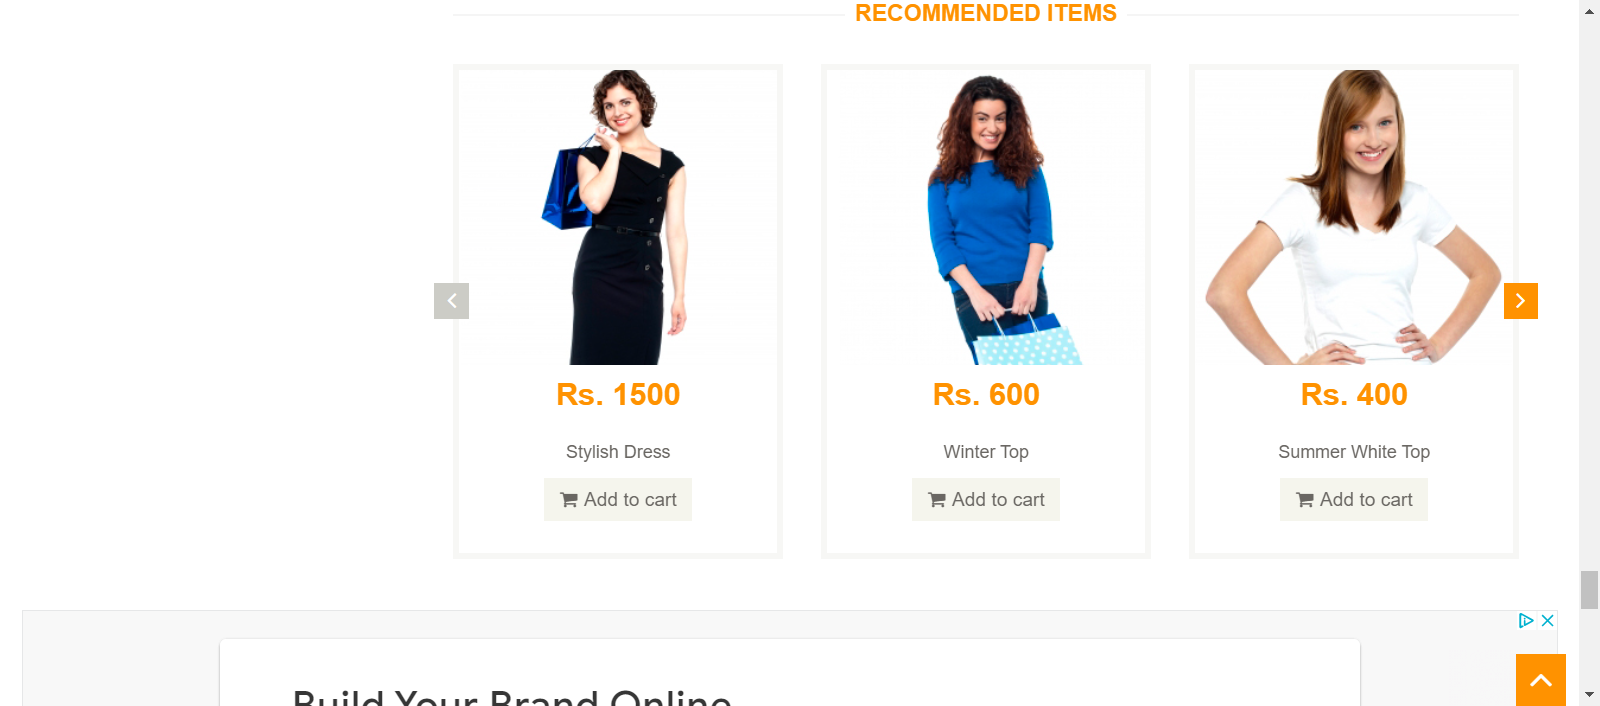 RECOMMENDED ITEMS
Rs. 1500
Rs. 600
Rs. 400
Stylish Dress
Winter Top
Summer White Top
Add to cart
Add to cart
Add to cart
Build Your Brand Online